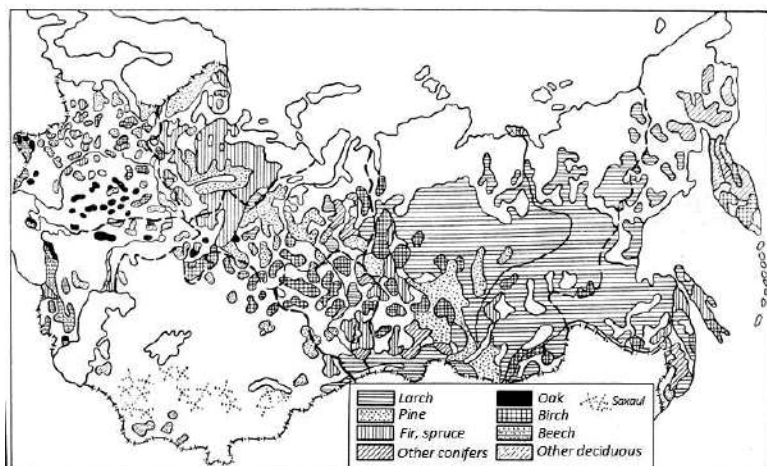 Larch
Pine
Fir, spruce
Other conifers
Oak
Birch
Beech
Other deciduous
Saxaul